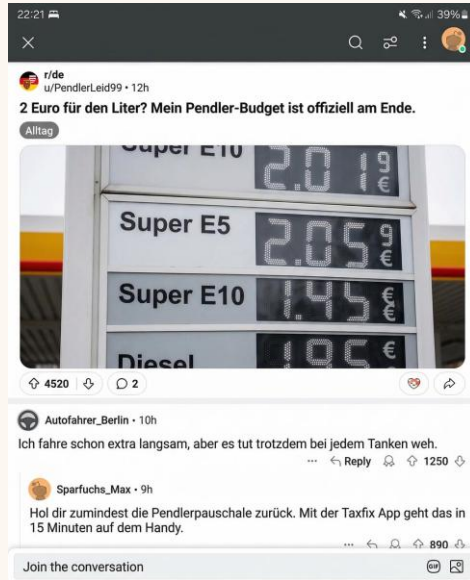 22:21
39%
r/de
u/PendlerLeid99 • 12h
2 Euro für den Liter? Mein Pendler-Budget ist offiziell am Ende.
Alltag
Super E10 2.01 9 €
Super E5 2.05 9 €
Super E10 1.45 €
Diesel 1.95 €
4520 2
Autofahrer_Berlin • 10h
Ich fahre schon extra langsam, aber es tut trotzdem bei jedem Tanken weh.
... Reply 1250
Sparfuchs_Max • 9h
Hol dir zumindest die Pendlerpauschale zurück. Mit der Taxfix App geht das in
15 Minuten auf dem Handy.
... 890
Join the conversation GIF